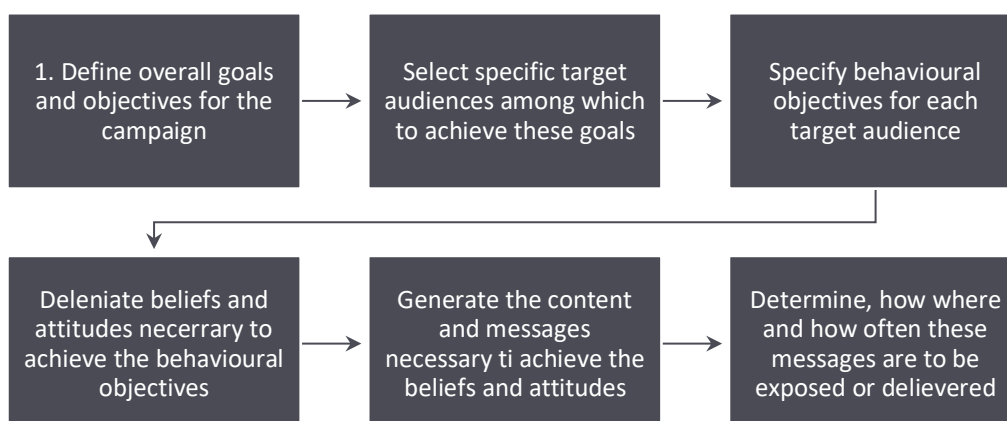 1. Define overall goals
and objectives for the
campaign
Select specific target
audiences among which
to achieve these goals
Specify behavioural
objectives for each
target audience
Deleniate beliefs and
attitudes necerrary to
achieve the behavioural
objectives
Generate the content
and messages
necessary ti achieve the
beliefs and attitudes
Determine, how where
and how often these
messages are to be
exposed or delievered